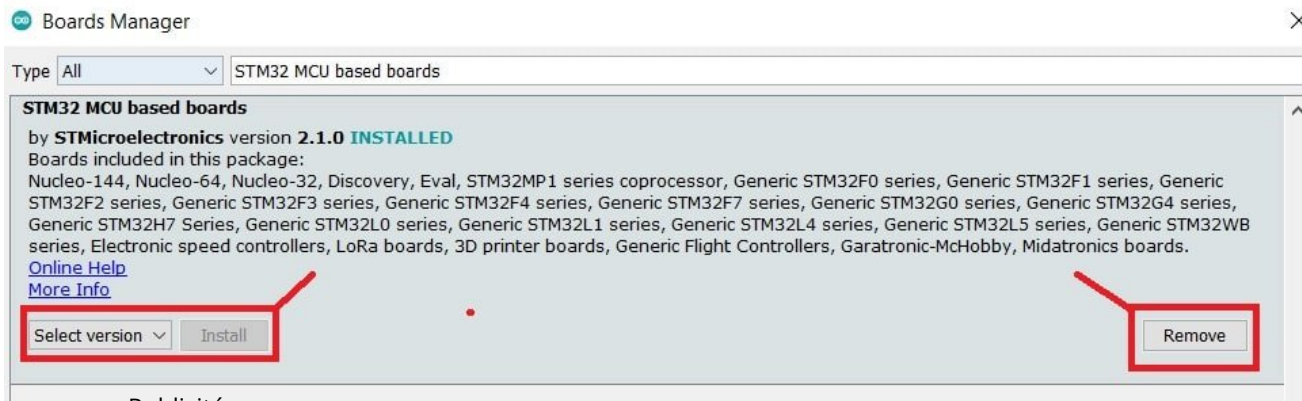 Boards Manager
Type All STM32 MCU based boards
STM32 MCU based boards
by STMicroelectronics version 2.1.0 INSTALLED
Boards included in this package:
Nucleo-144, Nucleo-64, Nucleo-32, Discovery, Eval, STM32MP1 series coprocessor, Generic STM32F0 series, Generic STM32F1 series, Generic
STM32F2 series, Generic STM32F3 series, Generic STM32F4 series, Generic STM32F7 series, Generic STM32G0 series, Generic STM32G4 series,
Generic STM32H7 Series, Generic STM32L0 series, Generic STM32L1 series, Generic STM32L4 series, Generic STM32L5 series, Generic STM32WB
series, Electronic speed controllers, LoRa boards, 3D printer boards, Generic Flight Controllers, Garatronic-McHobby, Midatronics boards.
Online Help
More Info
Select version Install Remove